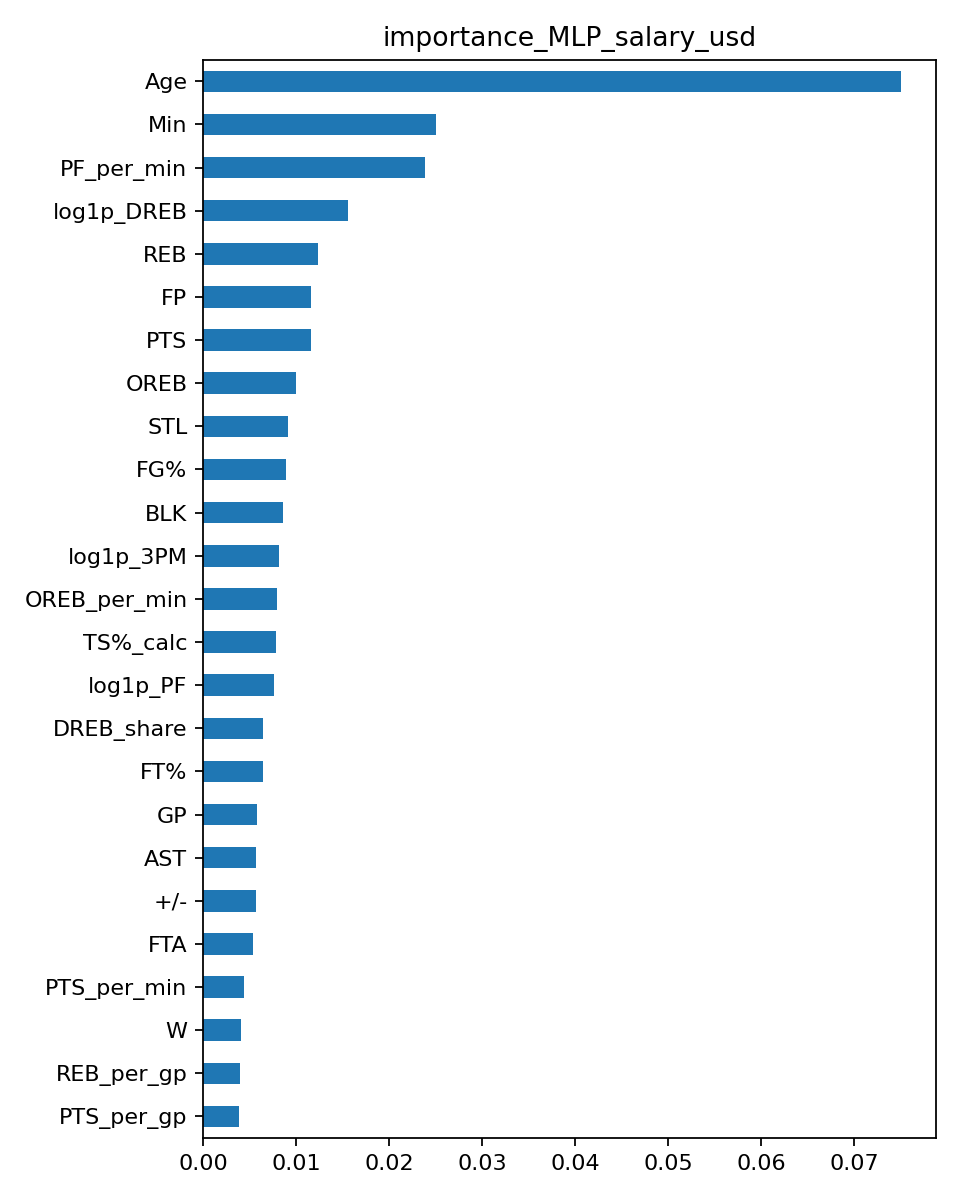 importance_MLP_salary_usd
Age
Min
PF_per_min
log1p_DREB
REB
FP
PTS
OREB
STL
FG%
BLK
log1p_3PM
OREB_per_min
TS%_calc
log1p_PF
DREB_share
FT%
GP
AST
+/-
FTA
PTS_per_min
W
REB_per_gp
PTS_per_gp
0.00 0.01 0.02 0.03 0.04 0.05 0.06 0.07